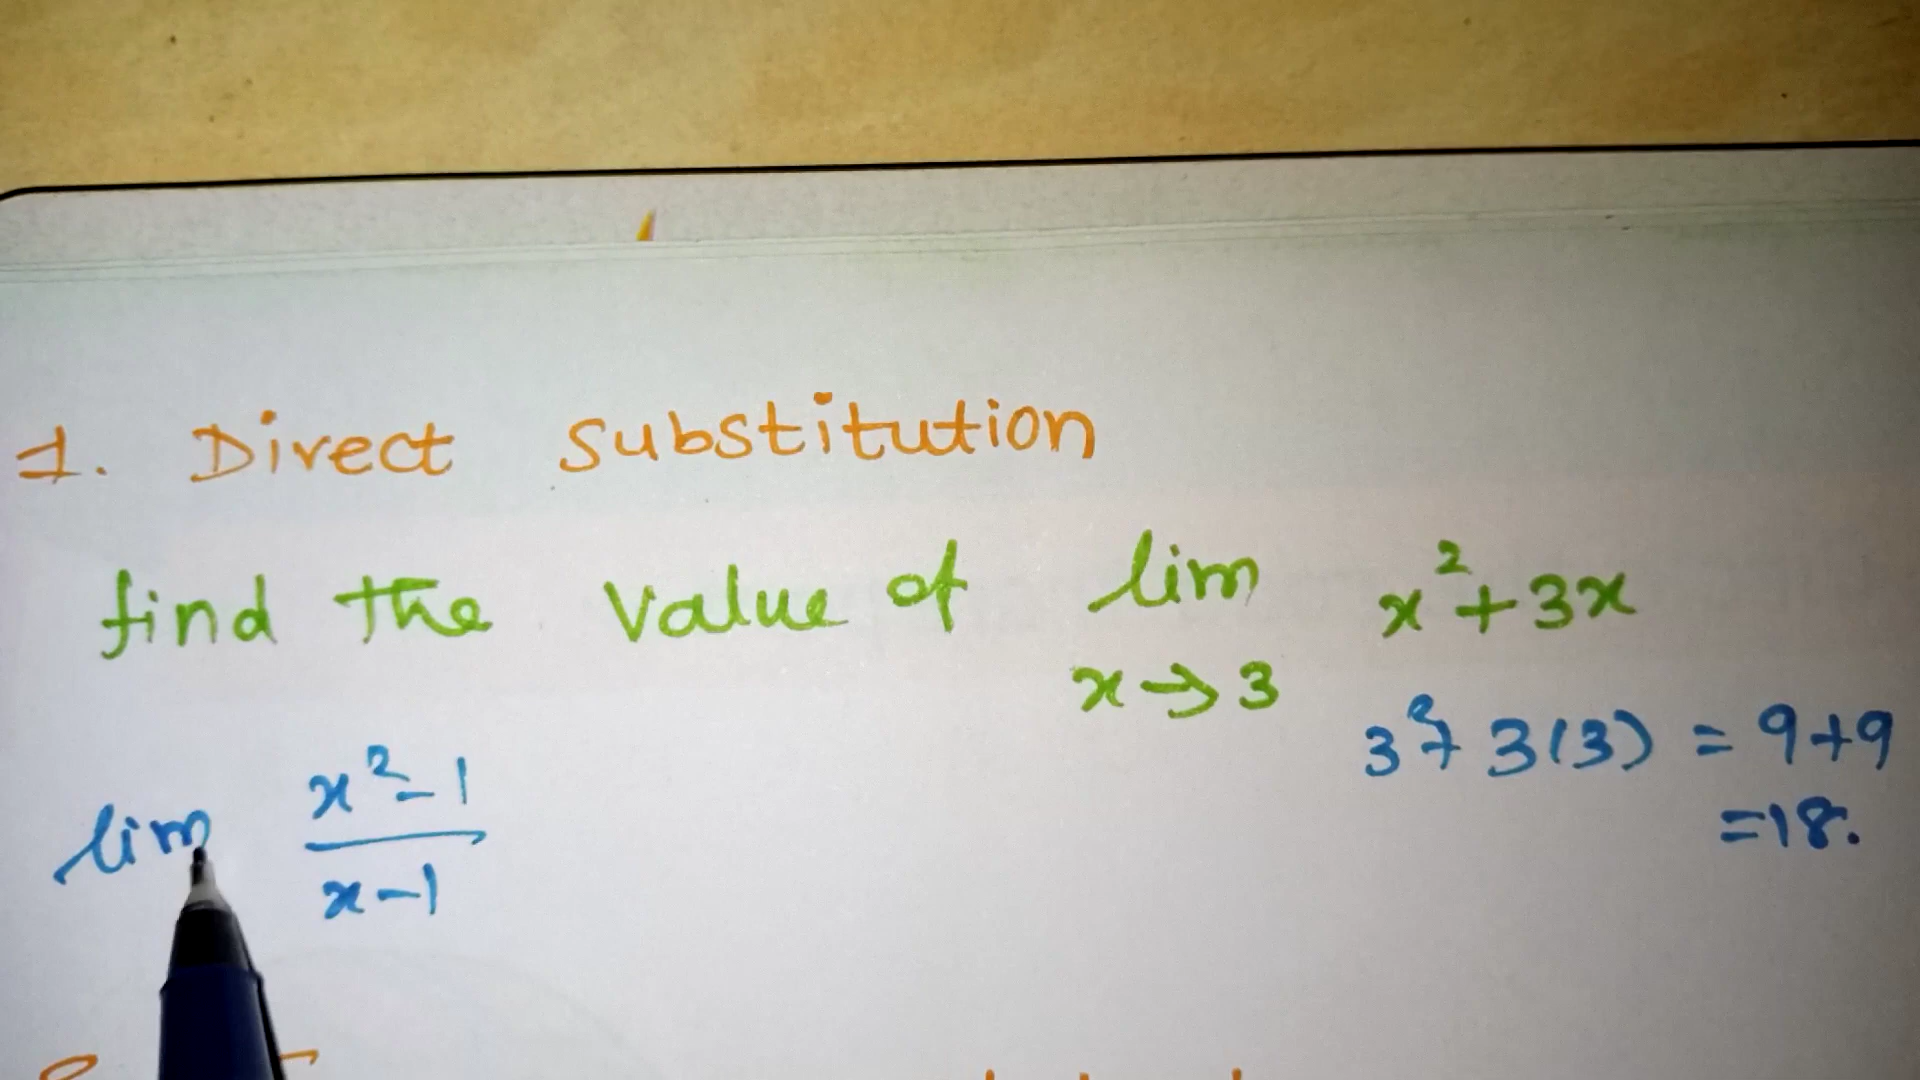 1. Direct substitution
find the value of lim x²+3x
x→3
3²+3(3) = 9+9
=18.
lim x²-1
x-1